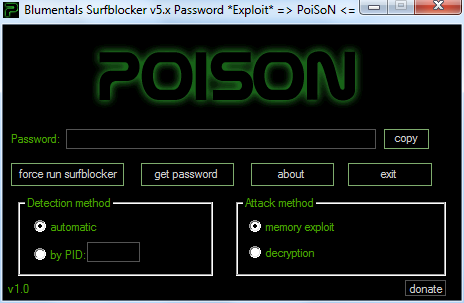 Blumentals Surfblocker v5.x Password *Exploit* => PoiSoN <=
POISON
Password: copy
force run surfblocker get password about exit
Detection method Attack method
automatic memory exploit
by PID: decryption
v1.0 donate